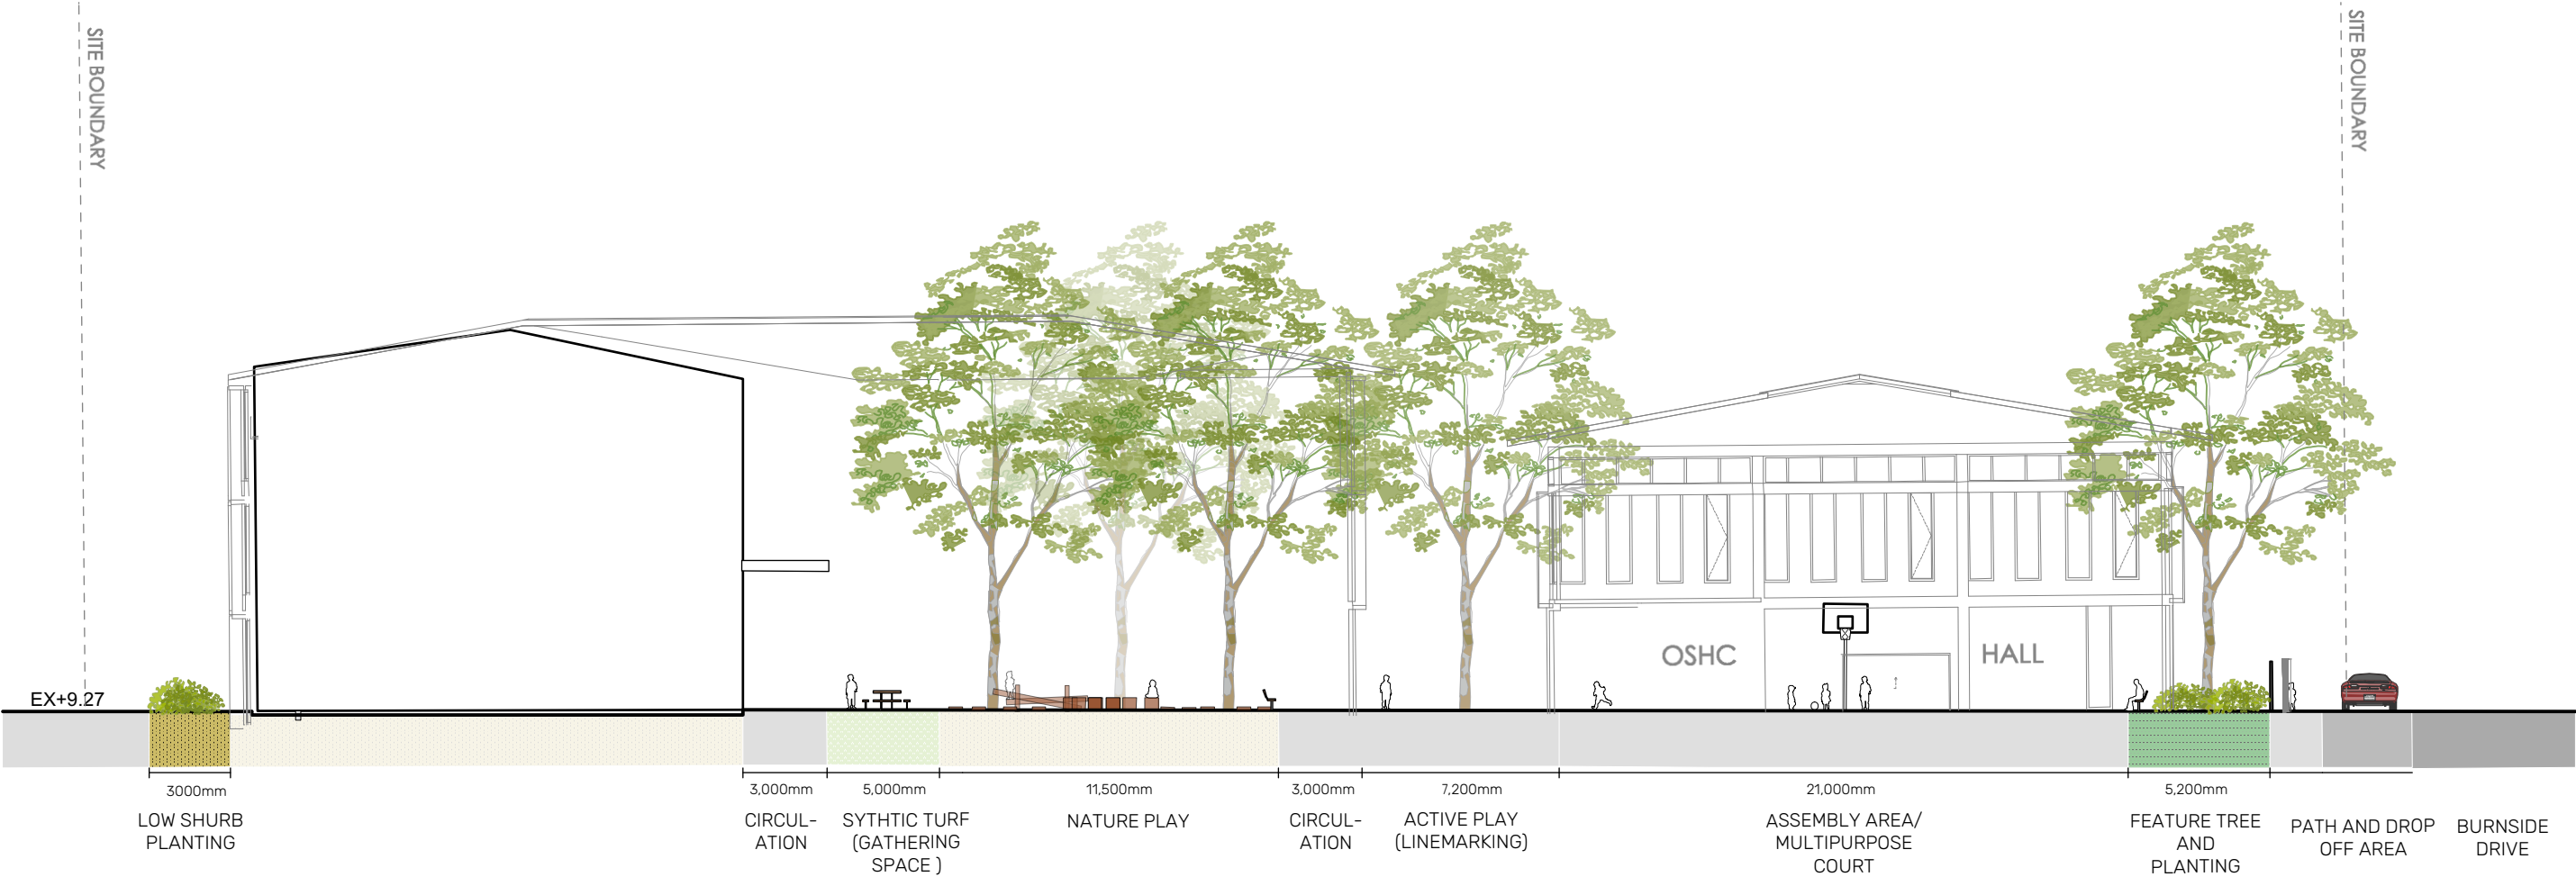 SITE BOUNDARY
SITE BOUNDARY
OSHC
HALL
EX+9.27
3000mm
LOW SHURB
PLANTING
3,000mm
CIRCUL-
ATION
5,000mm
SYTHTIC TURF
(GATHERING
SPACE )
11,500mm
NATURE PLAY
3,000mm
CIRCUL-
ATION
7,200mm
ACTIVE PLAY
(LINEMARKING)
21,000mm
ASSEMBLY AREA/
MULTIPURPOSE
COURT
5,200mm
FEATURE TREE
AND
PLANTING
PATH AND DROP
OFF AREA
BURNSIDE
DRIVE